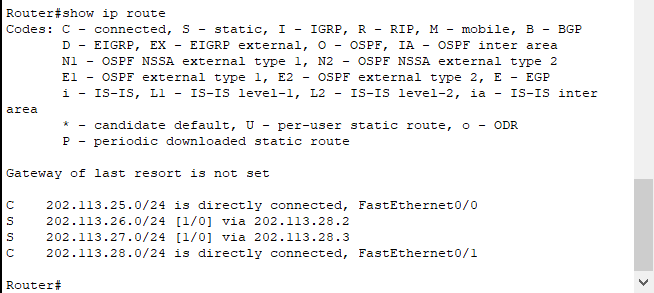 Router#show ip route
Codes: C - connected, S - static, I - IGRP, R - RIP, M - mobile, B - BGP
       D - EIGRP, EX - EIGRP external, O - OSPF, IA - OSPF inter area
       N1 - OSPF NSSA external type 1, N2 - OSPF NSSA external type 2
       E1 - OSPF external type 1, E2 - OSPF external type 2, E - EGP
       i - IS-IS, L1 - IS-IS level-1, L2 - IS-IS level-2, ia - IS-IS inter
area
       * - candidate default, U - per-user static route, o - ODR
       P - periodic downloaded static route

Gateway of last resort is not set

C    202.113.25.0/24 is directly connected, FastEthernet0/0
S    202.113.26.0/24 [1/0] via 202.113.28.2
S    202.113.27.0/24 [1/0] via 202.113.28.3
C    202.113.28.0/24 is directly connected, FastEthernet0/1

Router#